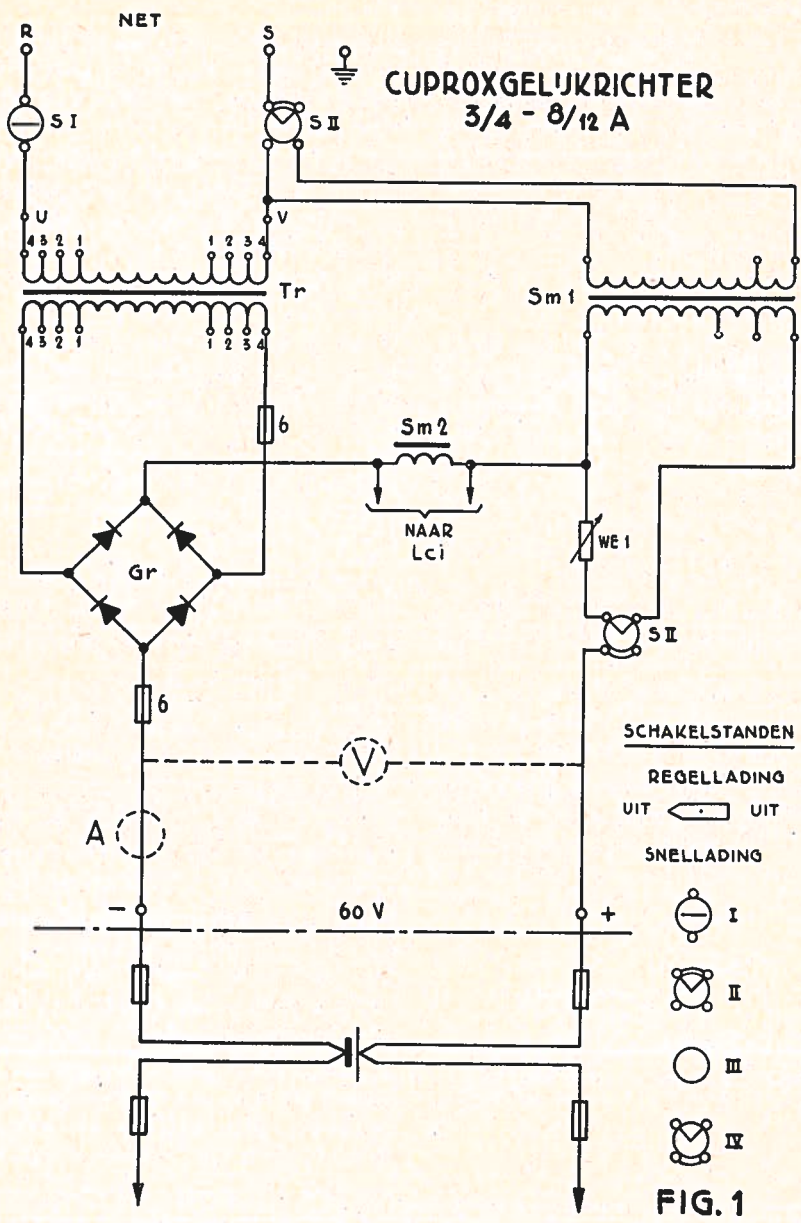 NET
R
S
CUPROXGELIJKRICHTER
3/4 - 8/12 A
S I
S II
U
V
4 3 2 1
1 2 3 4
Tr
Sm 1
4 3 2 1
1 2 3 4
6
Sm 2
NAAR
Lci
WE 1
Gr
S II
6
SCHAKELSTANDEN
V
REGELLADING
UIT UIT
A
SNELLADING
-
60 V
+
I
II
III
IV
FIG. 1